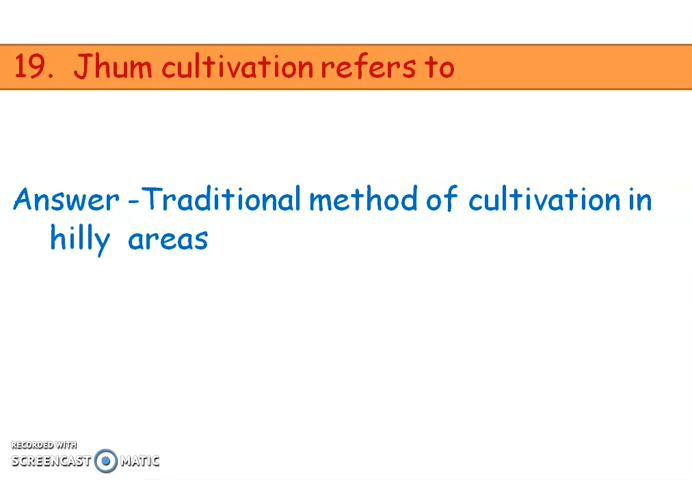 19. Jhum cultivation refers to
Answer -Traditional method of cultivation in
hilly areas
RECORDED WITH
SCREENCAST MATIC